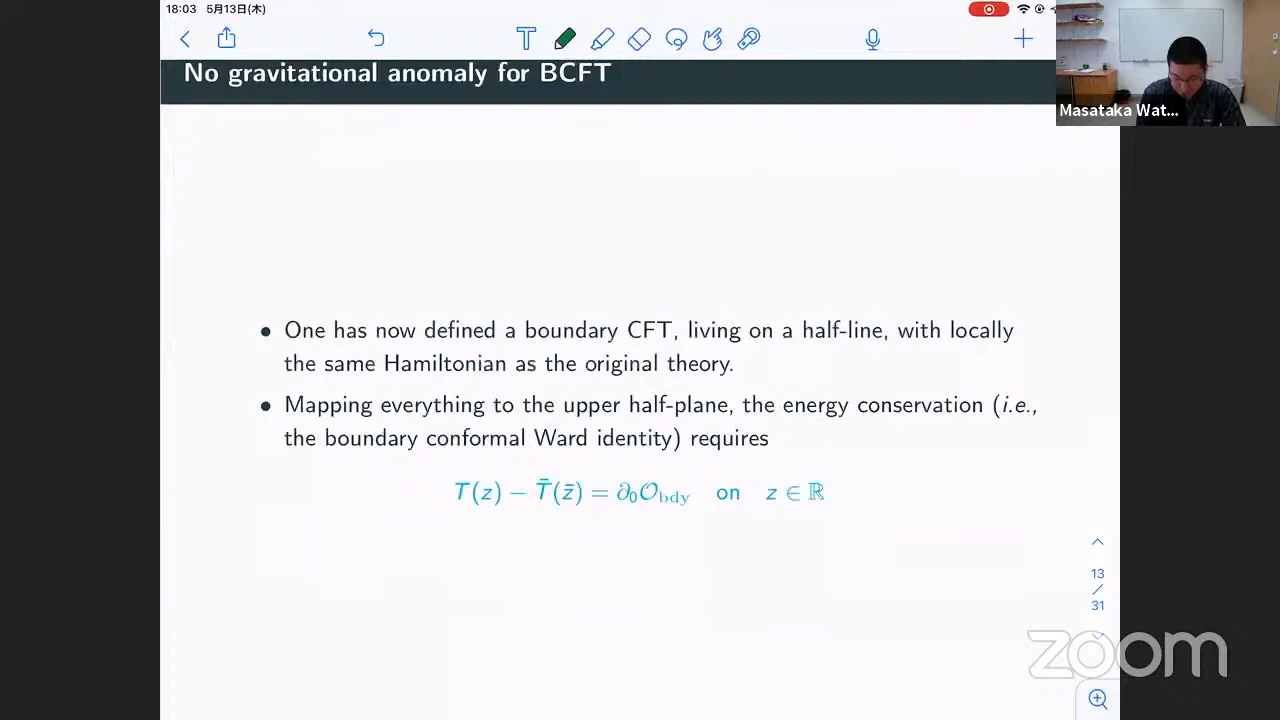 18:03 5月13日(木)
No gravitational anomaly for BCFT
Masataka Wat...
• One has now defined a boundary CFT, living on a half-line, with locally
the same Hamiltonian as the original theory.
• Mapping everything to the upper half-plane, the energy conservation (i.e.,
the boundary conformal Ward identity) requires
T(z) − T̄(z̄) = ∂₀𝒪bdy on z ∈ ℝ
13
/
31
zoom